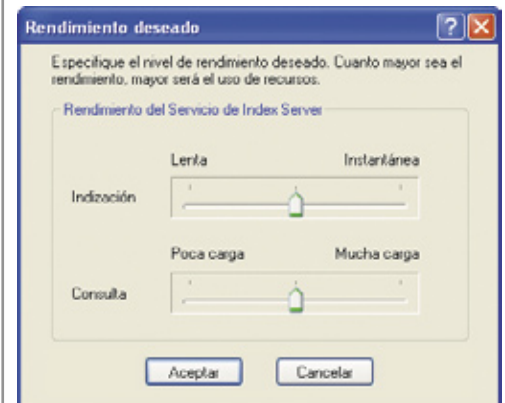 Rendimiento deseado
Especifique el nivel de rendimiento deseado. Cuanto mayor sea el
rendimiento, mayor será el uso de recursos.
Rendimiento del Servicio de Index Server
Lenta Instantánea
Indización
Poca carga Mucha carga
Consulta
Aceptar Cancelar